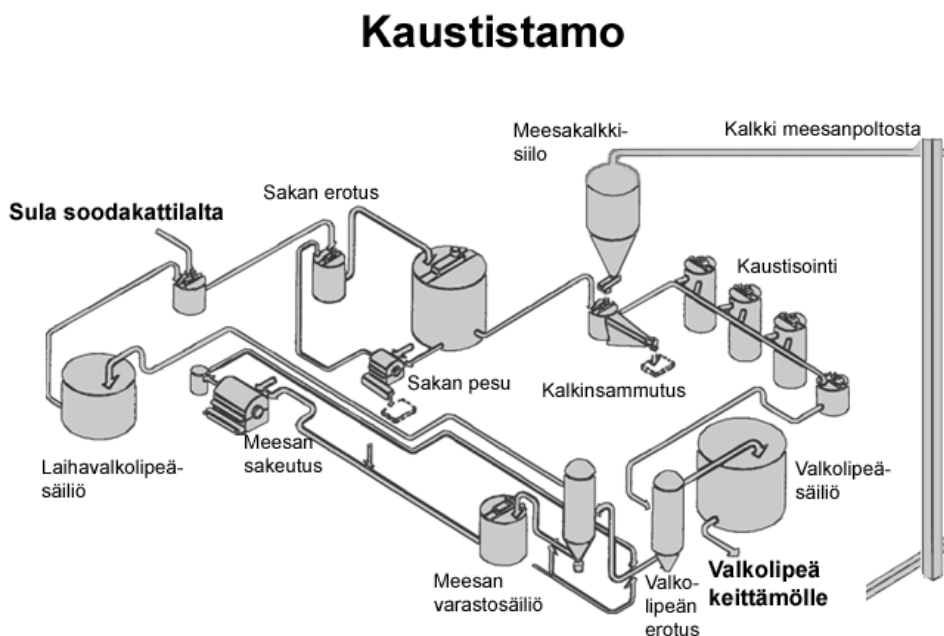 Kaustistamo
Meesakalkki-
siilo
Kalkki meesanpoltosta
Sakan erotus
Sula soodakattilalta
Kaustisointi
Sakan pesu
Kalkinsammutus
Meesan
sakeutus
Laihavalkolipeä-
säiliö
Valkolipeä-
säiliö
Meesan
varastosäiliö
Valko-
lipeän
erotus
Valkolipeä
keittämölle